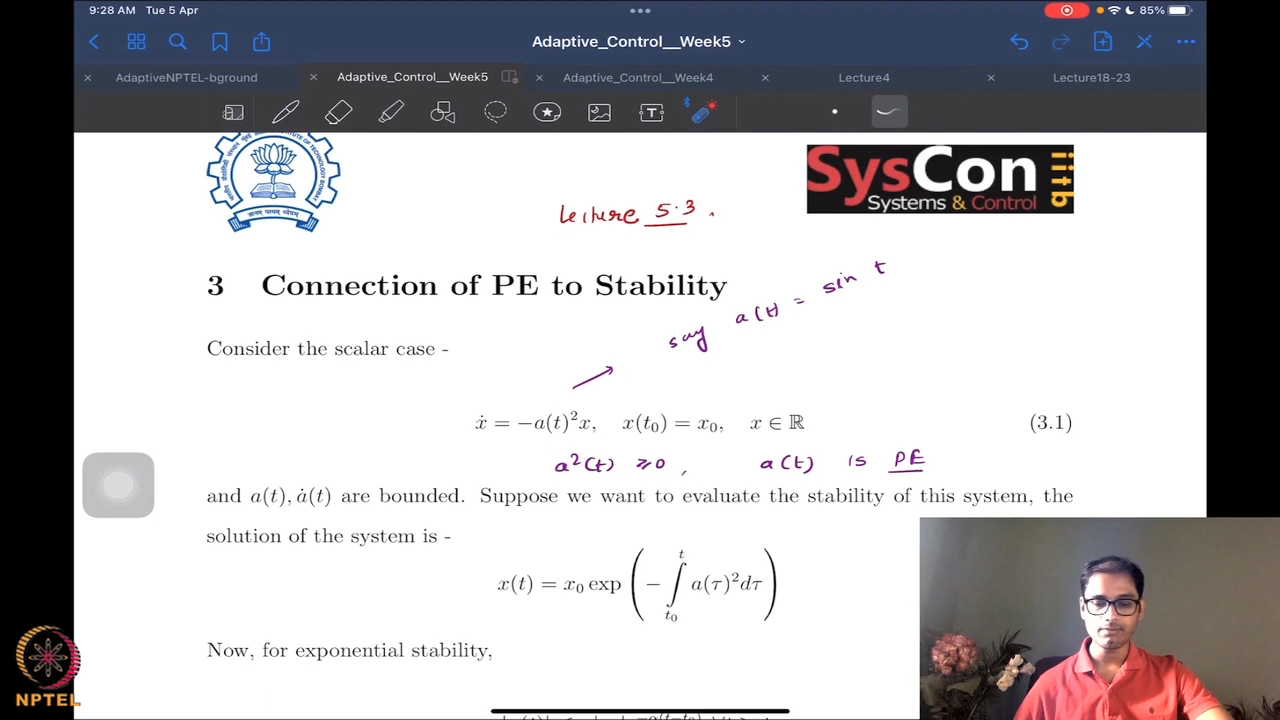 9:28 AM Tue 5 Apr
85%
Adaptive_Control__Week5
AdaptiveNPTEL-bground
Adaptive_Control__Week5
Adaptive_Control__Week4
Lecture4
Lecture18-23
SysCon
Systems & Control
iitb
Lecture 5.3.
3 Connection of PE to Stability
say a(t) = sin t
Consider the scalar case -
ẋ = −a(t)²x, x(t₀) = x₀, x ∈ ℝ (3.1)
a²(t) ≥ 0, a(t) is PE
and a(t), ȧ(t) are bounded. Suppose we want to evaluate the stability of this system, the
solution of the system is -
x(t) = x₀ exp (− ∫ₜ₀ᵗ a(τ)²dτ)
Now, for exponential stability,
NPTEL